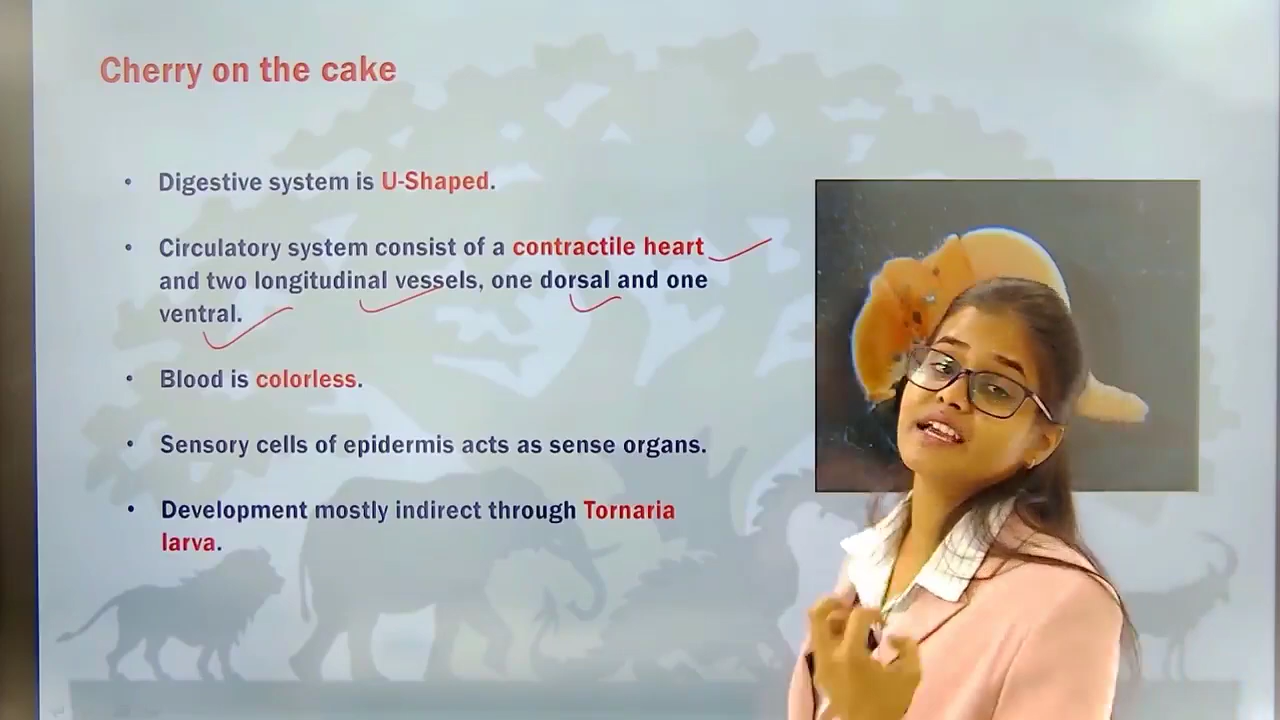 Cherry on the cake
• Digestive system is U-Shaped.
• Circulatory system consist of a contractile heart
and two longitudinal vessels, one dorsal and one
ventral.
• Blood is colorless.
• Sensory cells of epidermis acts as sense organs.
• Development mostly indirect through Tornaria
larva.